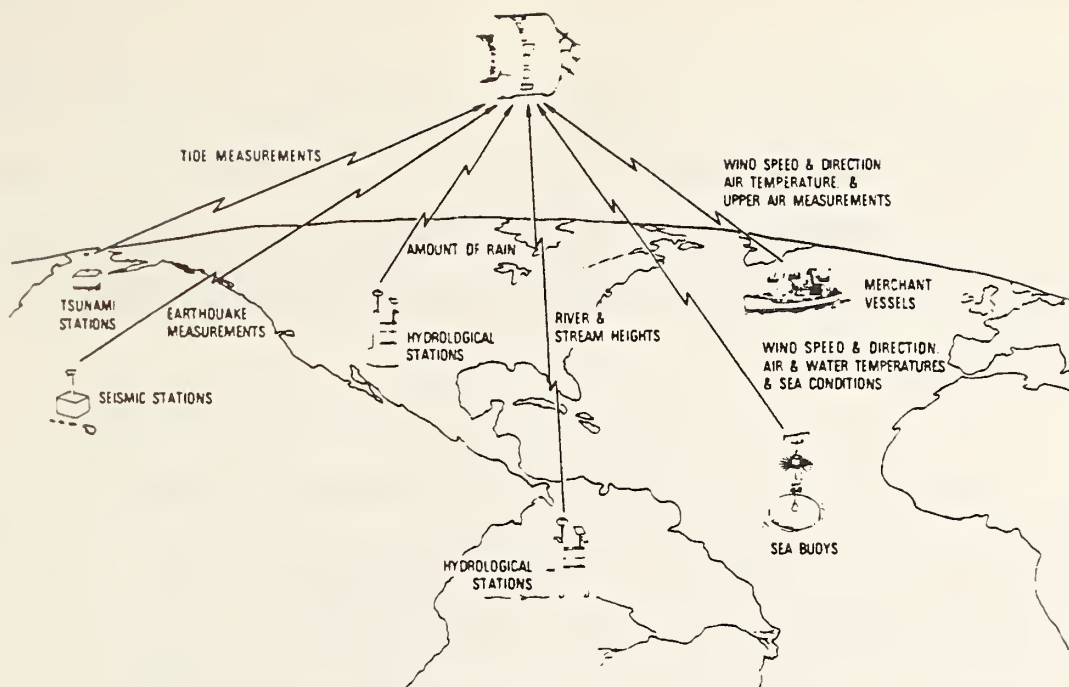 TIDE MEASUREMENTS
WIND SPEED & DIRECTION
AIR TEMPERATURE, &
UPPER AIR MEASUREMENTS
AMOUNT OF RAIN
TSUNAMI
STATIONS
EARTHQUAKE
MEASUREMENTS
HYDROLOGICAL
STATIONS
RIVER &
STREAM HEIGHTS
MERCHANT
VESSELS
WIND SPEED & DIRECTION,
AIR & WATER TEMPERATURES
& SEA CONDITIONS
SEISMIC STATIONS
SEA BUOYS
HYDROLOGICAL
STATIONS